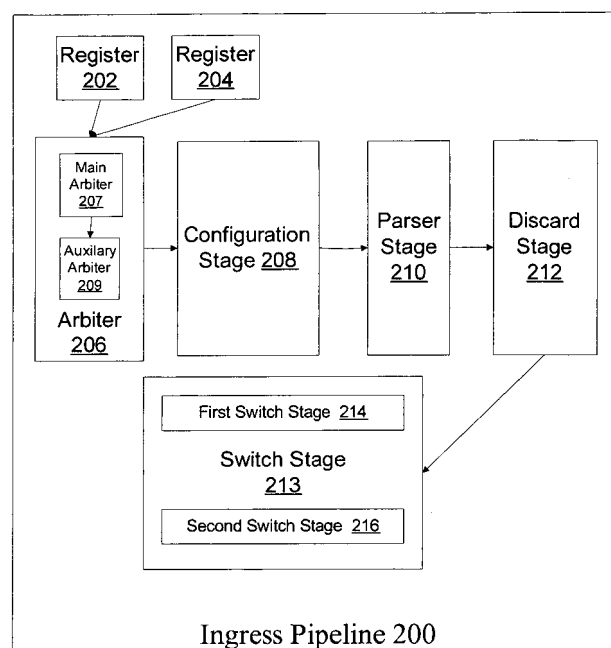 Register
202
Register
204
Main
Arbiter
207
Auxilary
Arbiter
209
Arbiter
206
Configuration
Stage 208
Parser
Stage
210
Discard
Stage
212
First Switch Stage 214
Switch Stage
213
Second Switch Stage 216
Ingress Pipeline 200